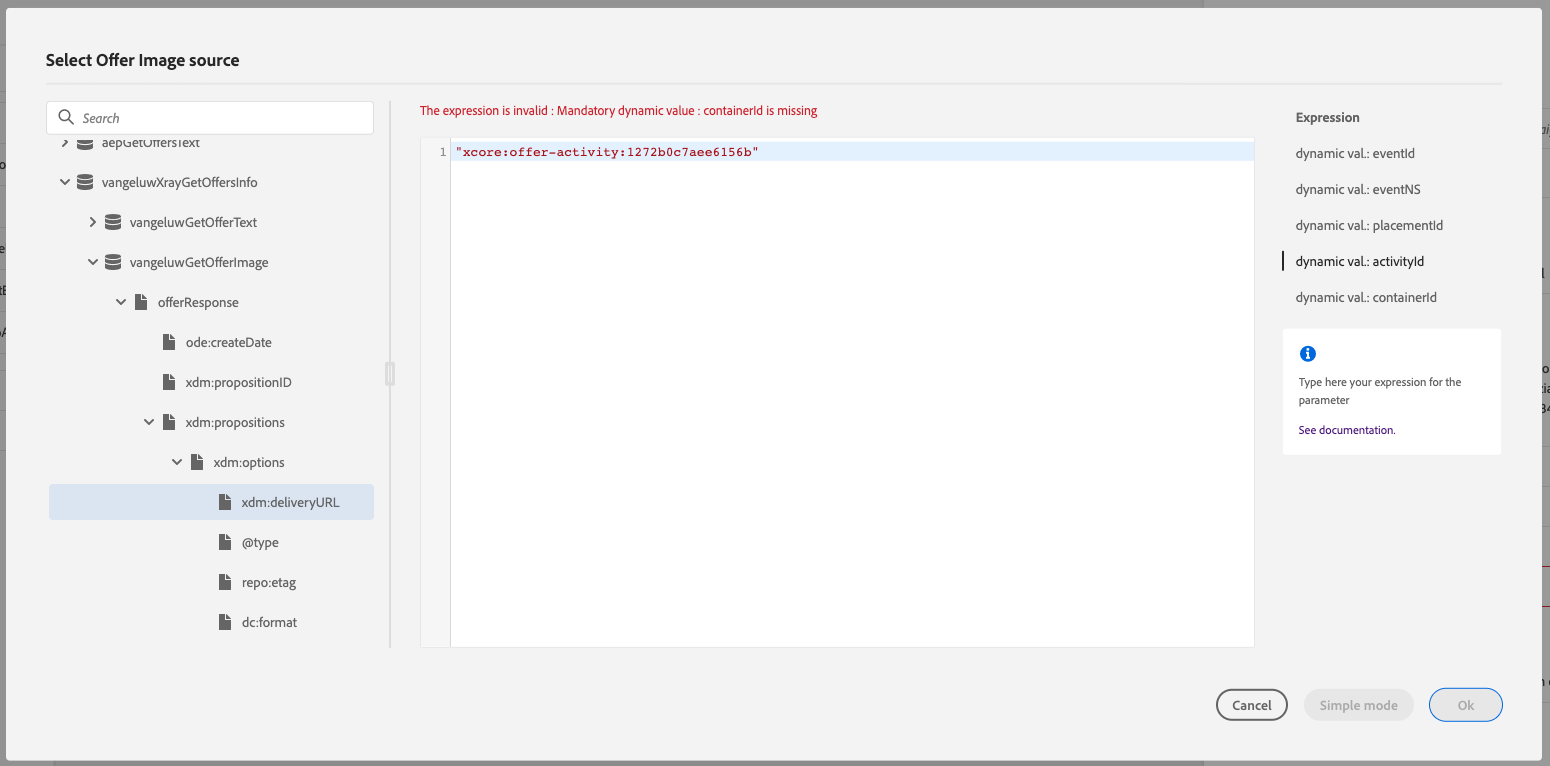 Select Offer Image source
Search
aepGetOffersText
vangeluwXrayGetOffersInfo
vangeluwGetOfferText
vangeluwGetOfferImage
offerResponse
ode:createDate
xdm:propositionID
xdm:propositions
xdm:options
xdm:deliveryURL
@type
repo:etag
dc:format
The expression is invalid : Mandatory dynamic value : containerId is missing
1 "xcore:offer-activity:1272b0c7aee6156b"
Expression
dynamic val.: eventId
dynamic val.: eventNS
dynamic val.: placementId
dynamic val.: activityId
dynamic val.: containerId
Type here your expression for the
parameter
See documentation.
Cancel
Simple mode
Ok